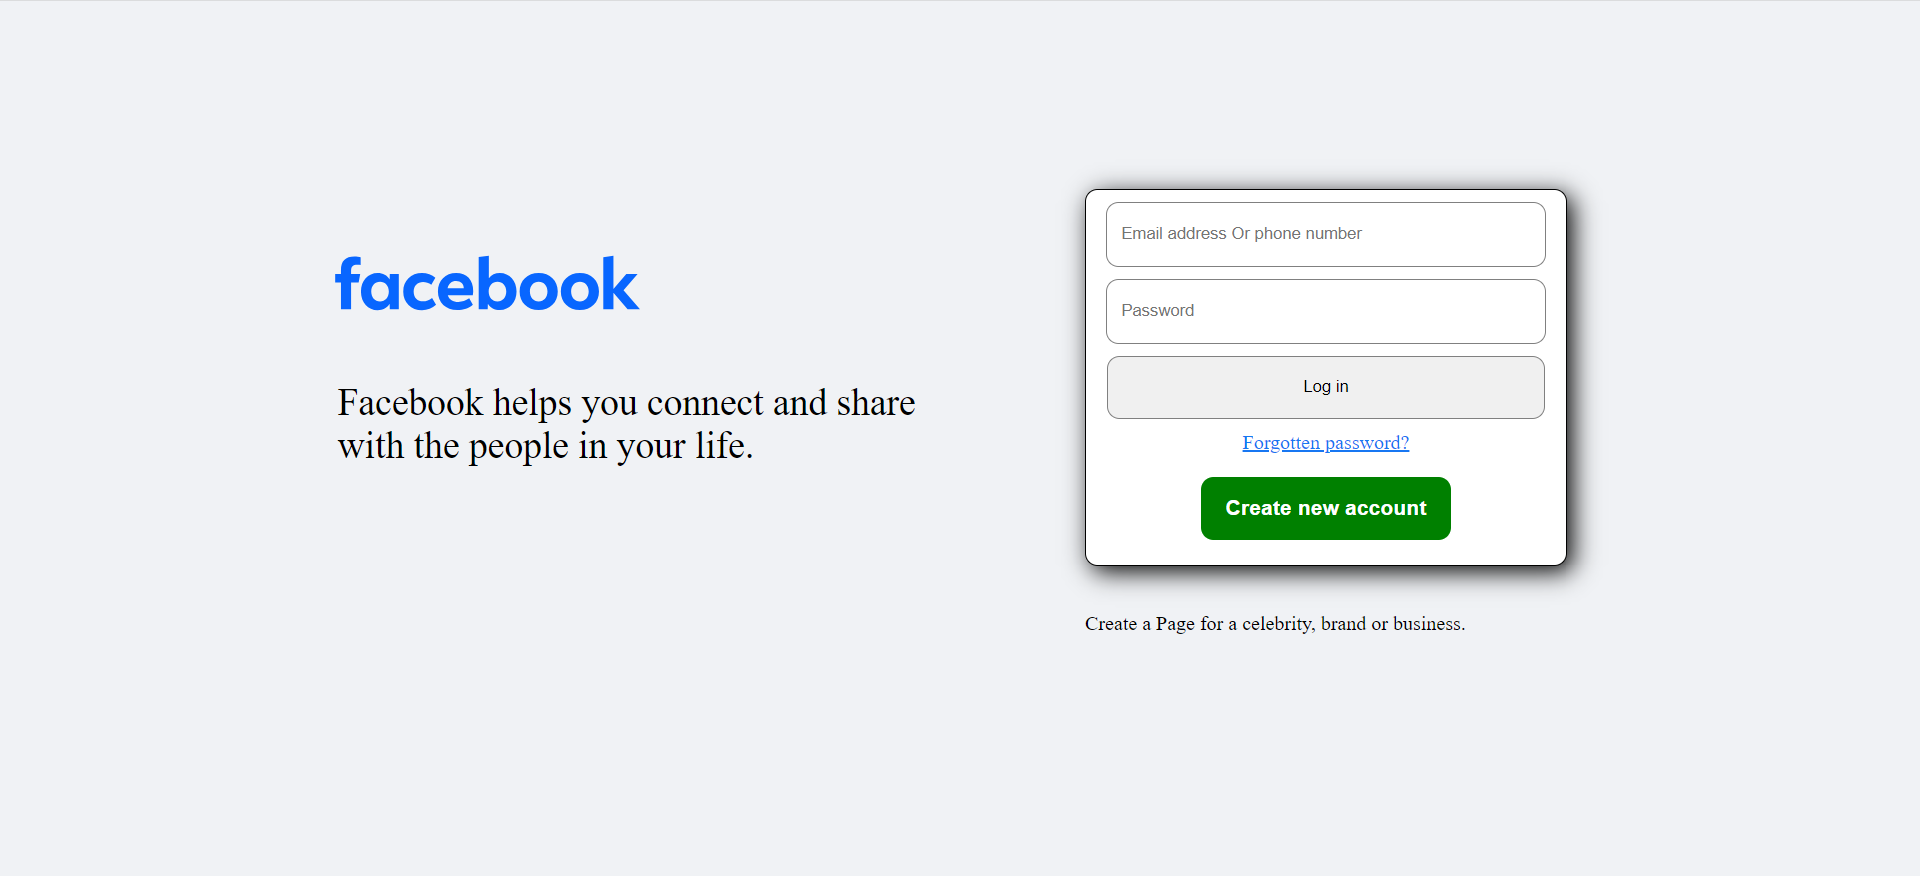 facebook
Facebook helps you connect and share
with the people in your life.
Email address Or phone number
Password
Log in
Forgotten password?
Create new account
Create a Page for a celebrity, brand or business.